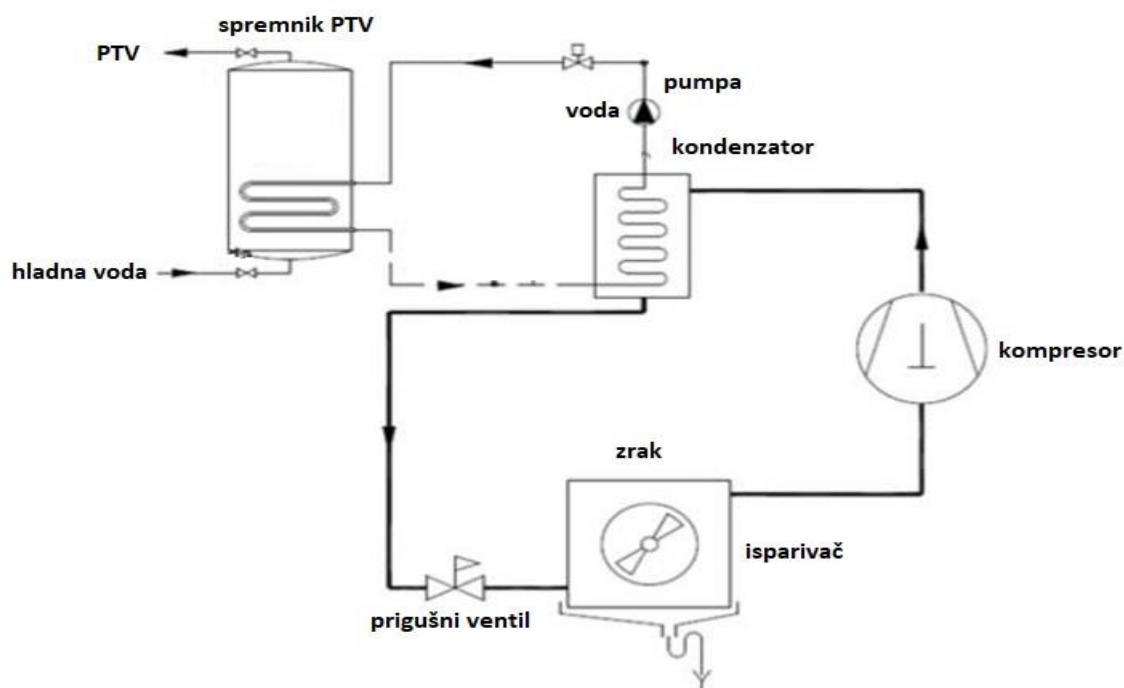 spremnik PTV
PTV
pumpa
voda
kondenzator
hladna voda
kompresor
zrak
isparivač
prigušni ventil